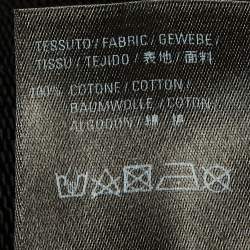 TESSUTO / FABRIC / GEWEBE /
TISSU / TEJIDO / 表地 / 面料
100% COTONE / COTTON /
BAUMWOLLE / COTON /
ALGODON / 綿 / 棉